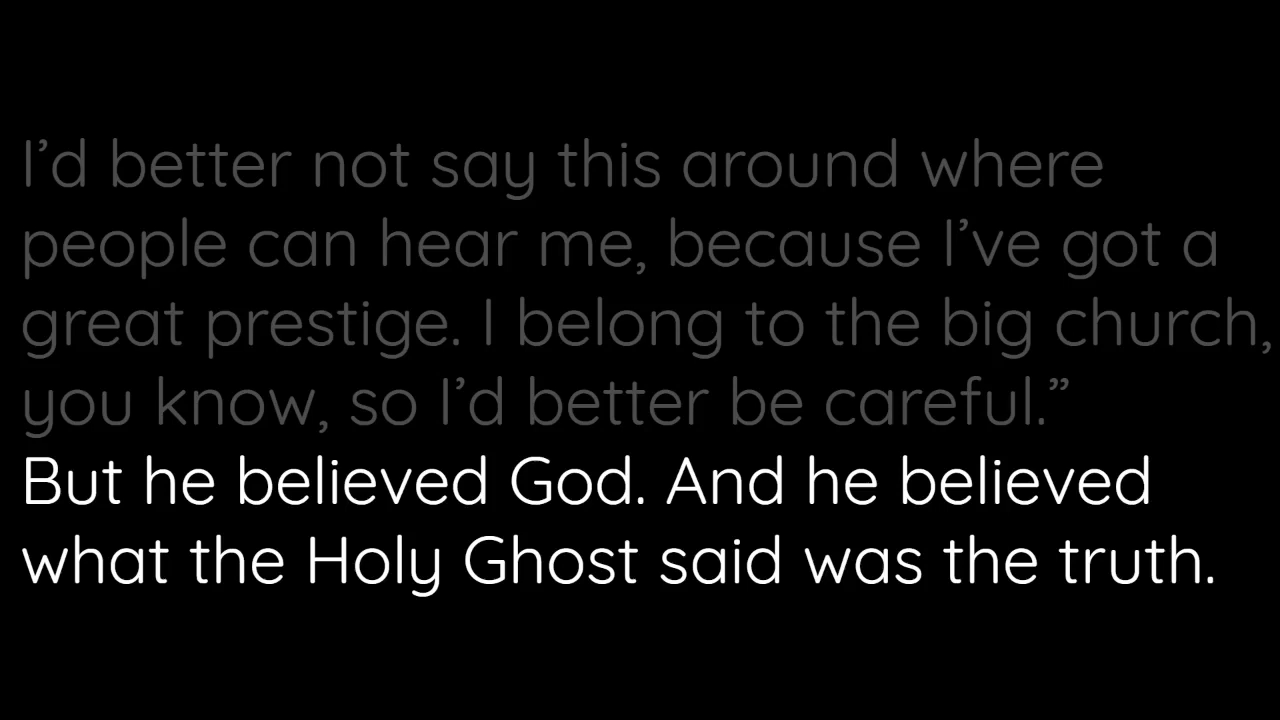 I’d better not say this around where
people can hear me, because I’ve got a
great prestige. I belong to the big church,
you know, so I’d better be careful.”
But he believed God. And he believed
what the Holy Ghost said was the truth.